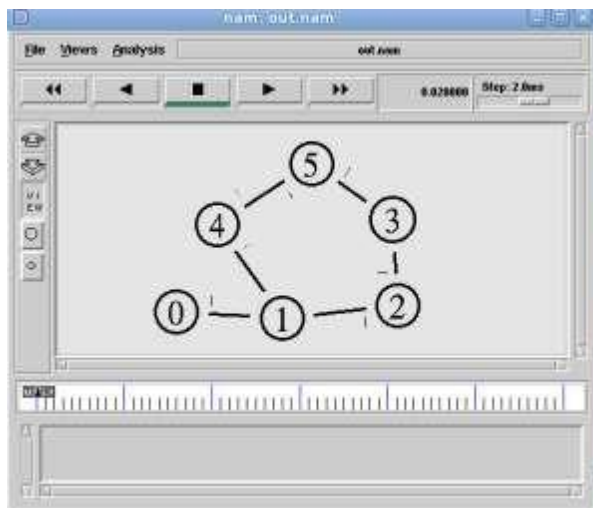 nam: out.nam
File Views Analysis out.nam
0.020000 Step: 2.0ms
5
4
3
V I
E W
0
1
2